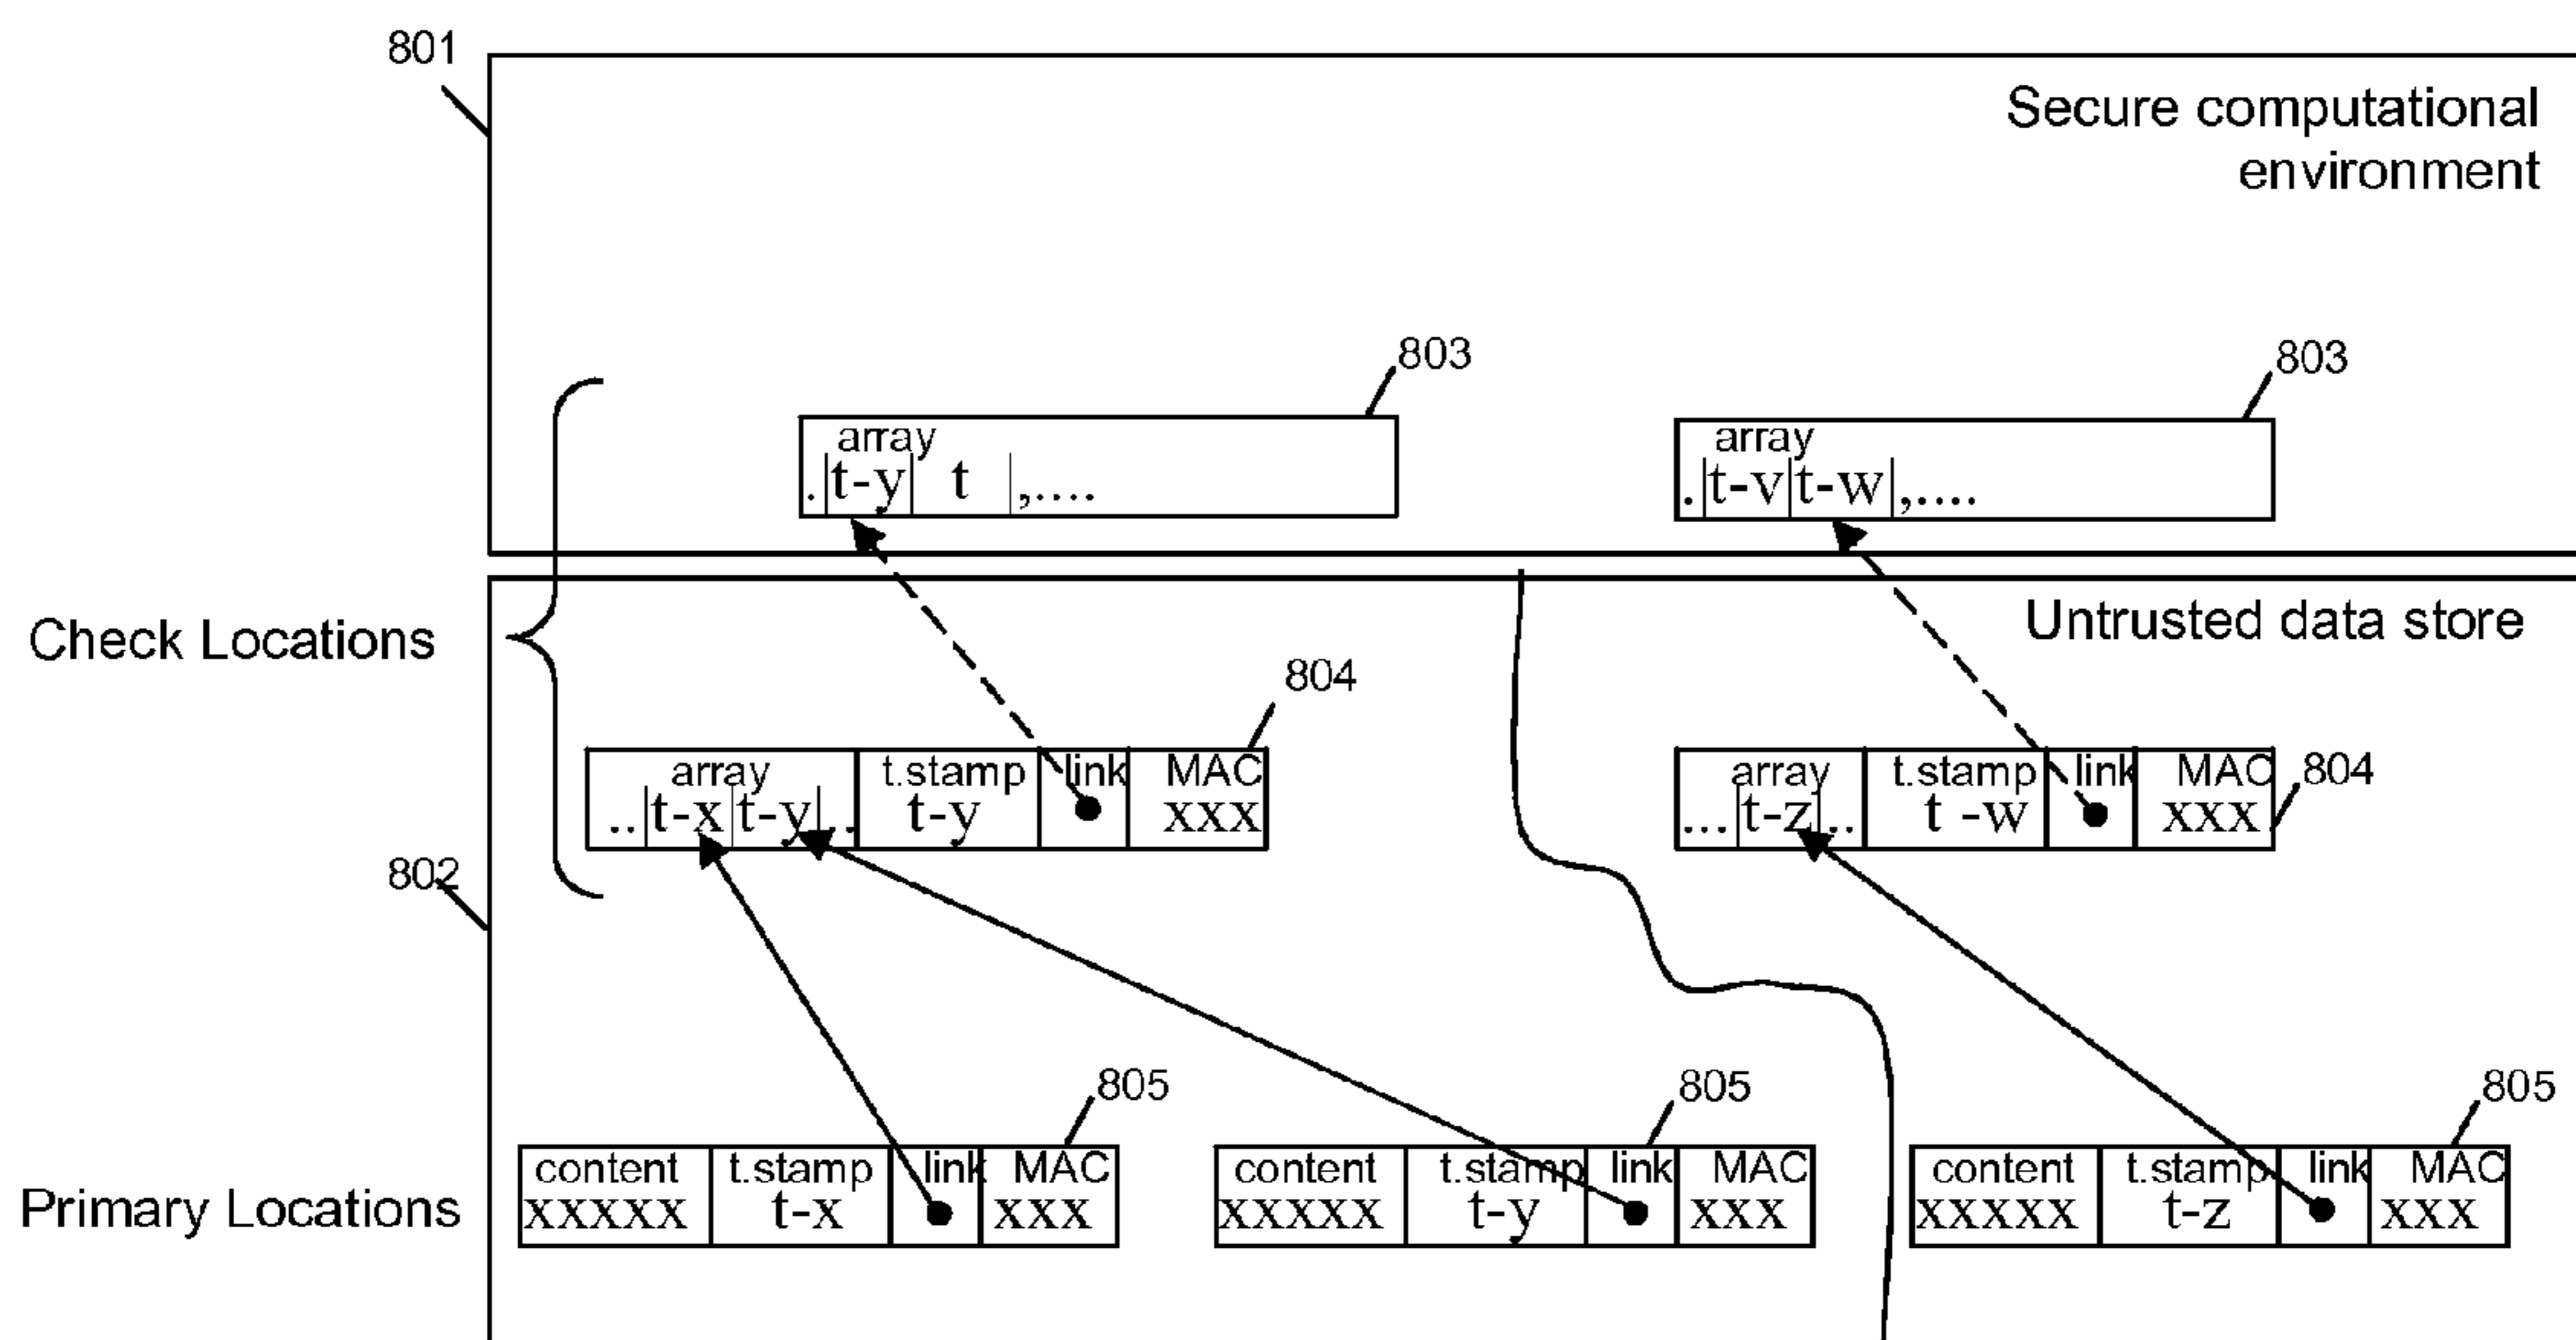 801
Secure computational
environment
803
803
array
.|t-y| t |,....
array
.|t-v|t-w|,....
Check Locations
Untrusted data store
804
array t.stamp link MAC
..|t-x|t-y|.. t-y xxx
array t.stamp link MAC 804
...|t-z|.. t -w xxx
802
805
805
805
Primary Locations
content t.stamp link MAC
xxxxx t-x xxx
content t.stamp link MAC
xxxxx t-y xxx
content t.stamp link MAC
xxxxx t-z xxx